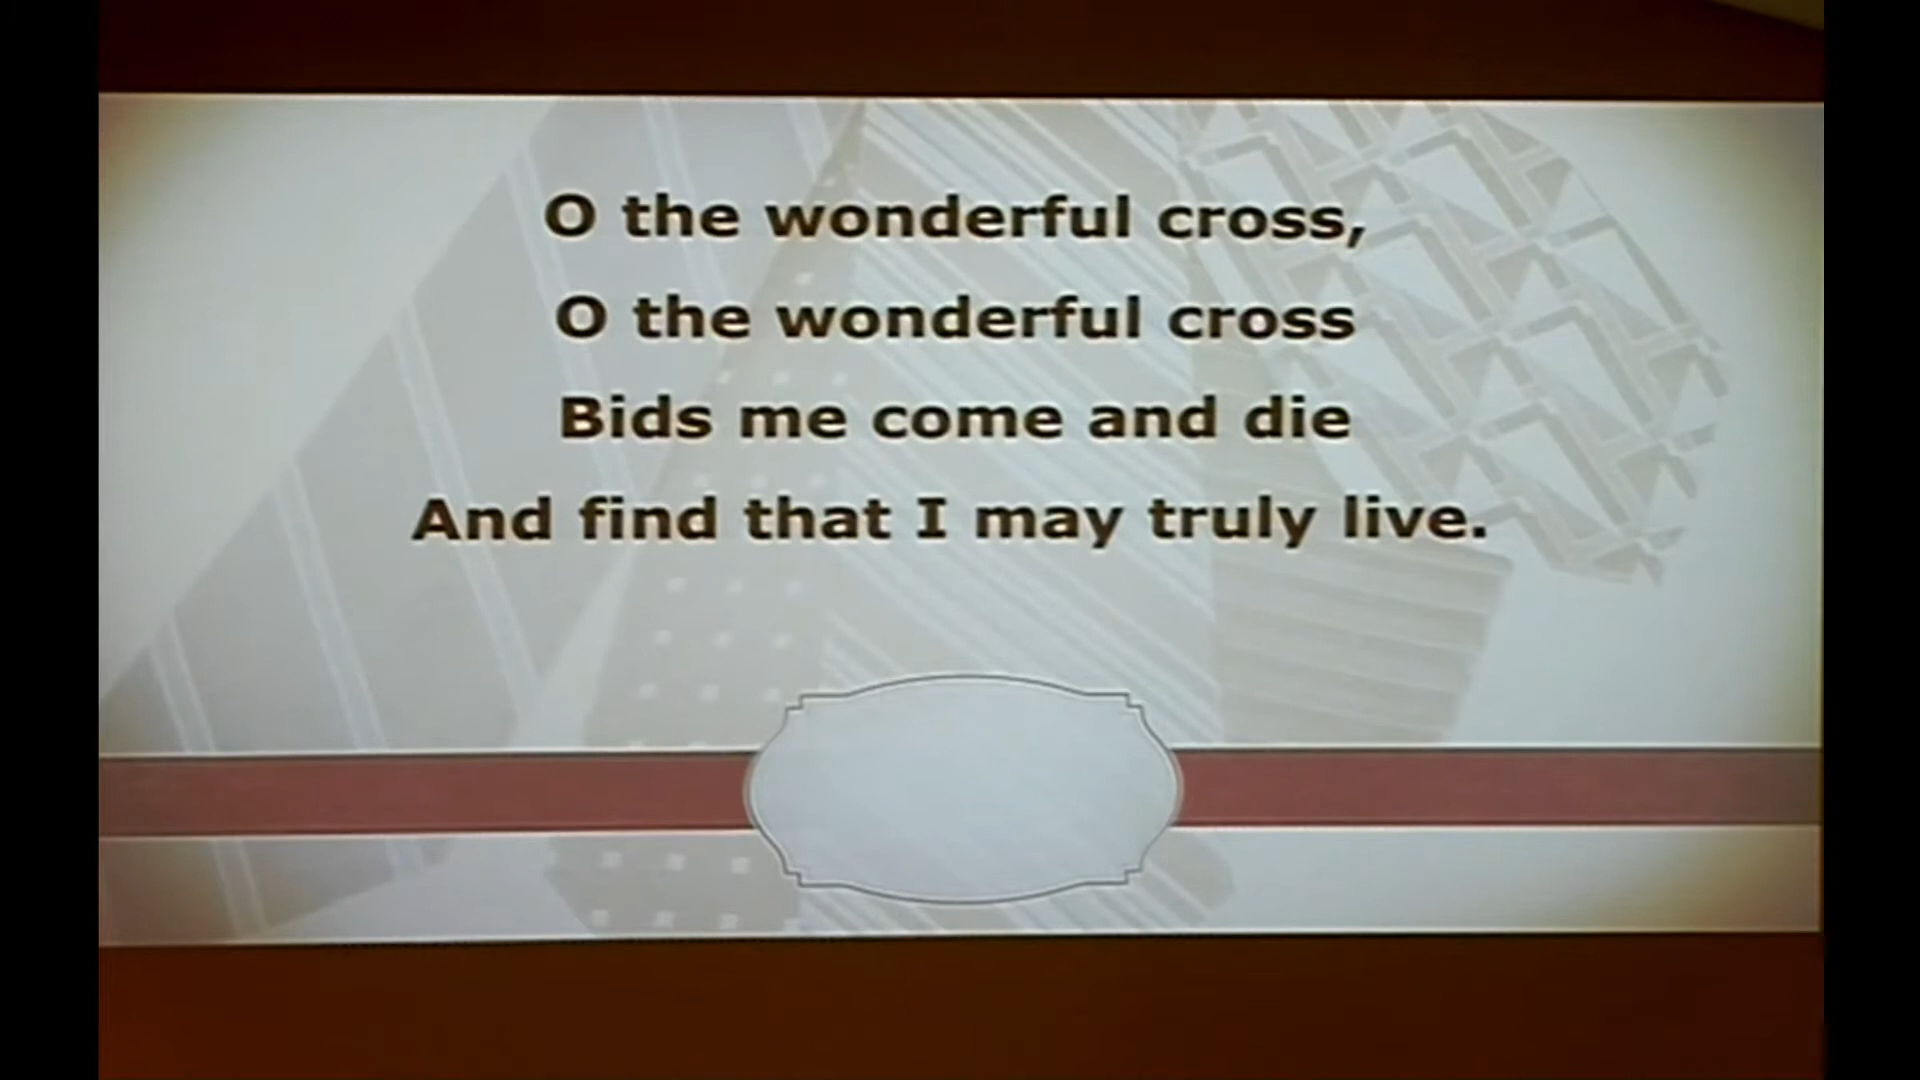 O the wonderful cross,
O the wonderful cross
Bids me come and die
And find that I may truly live.